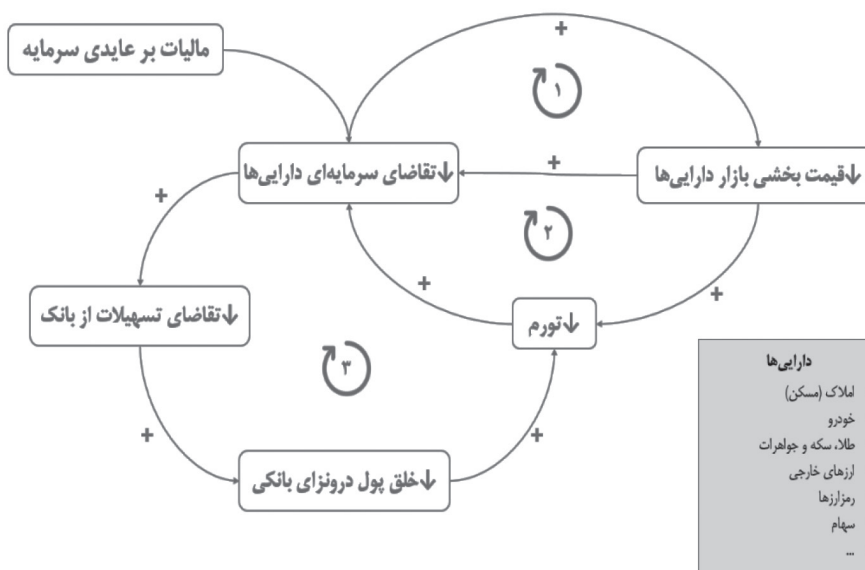 مالیات بر عایدی سرمایه
+
۱
↓تقاضای سرمایه‌ای دارایی‌ها
+
↓قیمت بخشی بازار دارایی‌ها
+
۲
+
+
↓تقاضای تسهیلات از بانک
↓تورم
۳
+
+
↓خلق پول درونزای بانکی
دارایی‌ها
املاک (مسکن)
خودرو
طلا، سکه و جواهرات
ارزهای خارجی
رمزارزها
سهام
...